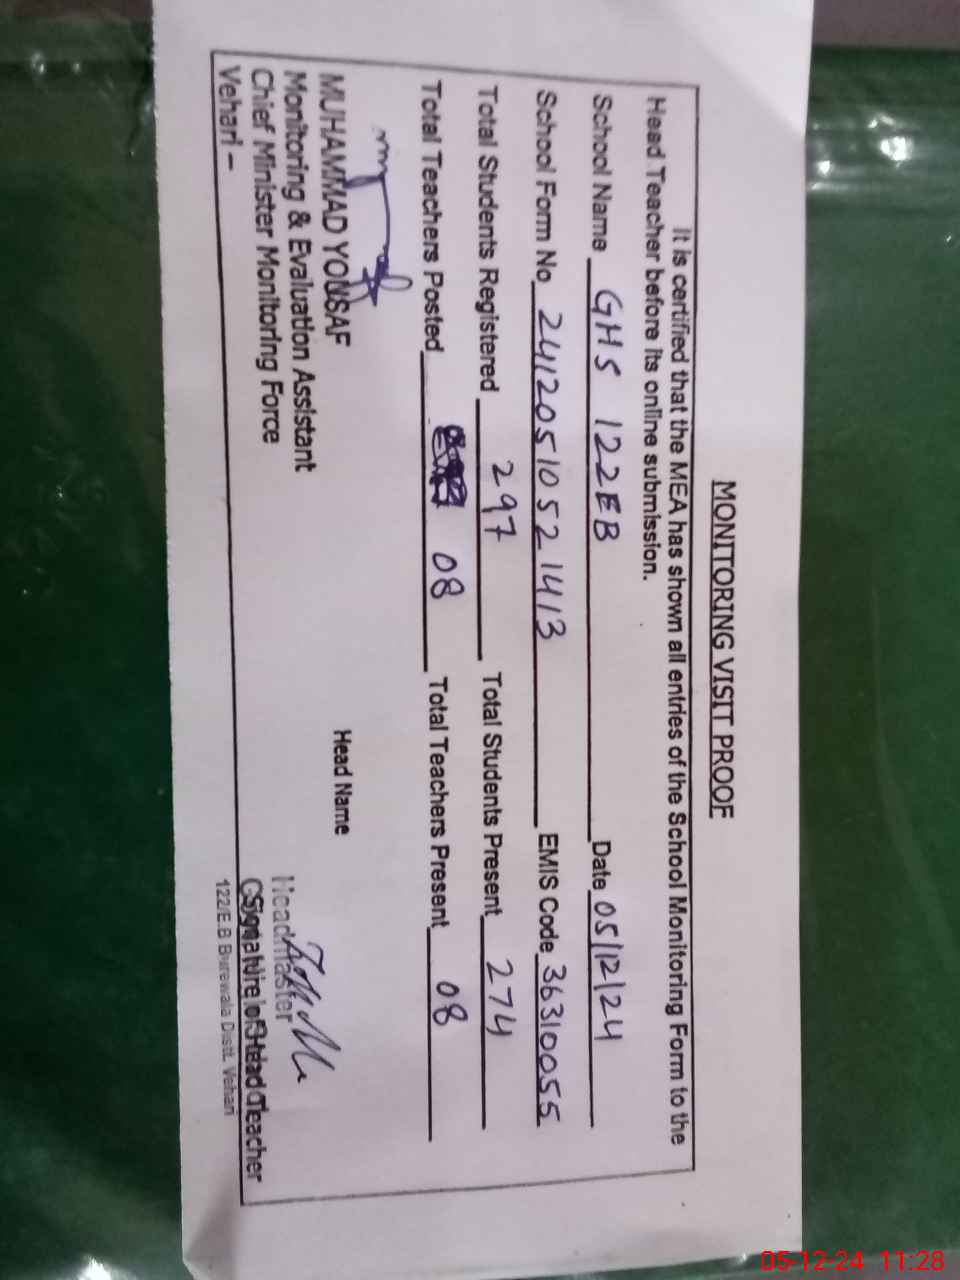 MONITORING VISIT PROOF
It is certified that the MEA has shown all entries of the School Monitoring Form to the
Head Teacher before its online submission.
School Name GHS 122EB Date 05/12/24
School Form No 24120510521413 EMIS Code 36310055
Total Students Registered 297 Total Students Present 274
Total Teachers Posted 08 Total Teachers Present 08
MUHAMMAD YOUSAF
Monitoring & Evaluation Assistant
Chief Minister Monitoring Force
Vehari –
Head Name
Headmaster
Signature of Head Teacher
122/E.B Burewala Distt. Vehari
05-12-24 11:28